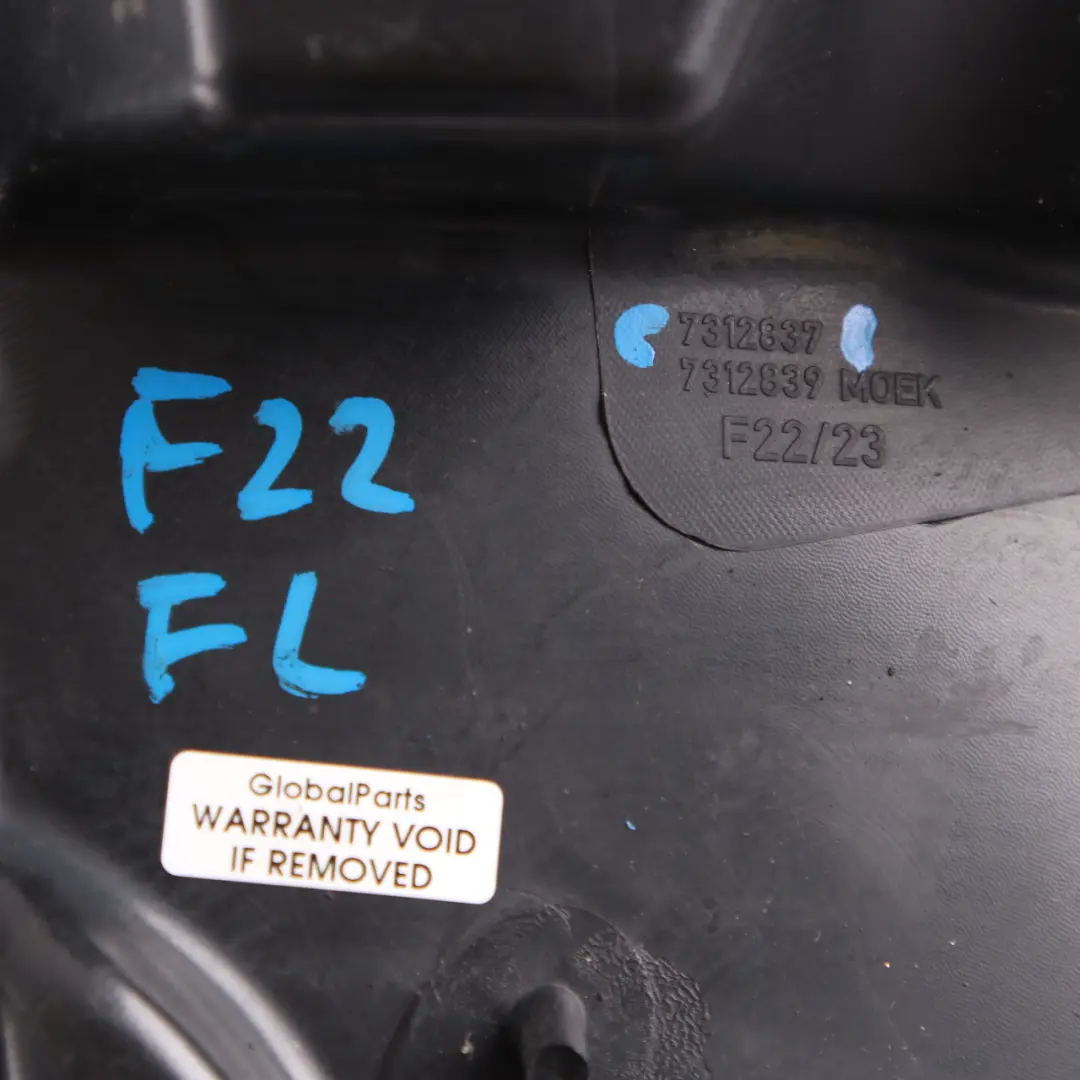 7312837
7312839 MOEK
F22/23
F22
FL
GlobalParts
WARRANTY VOID
IF REMOVED